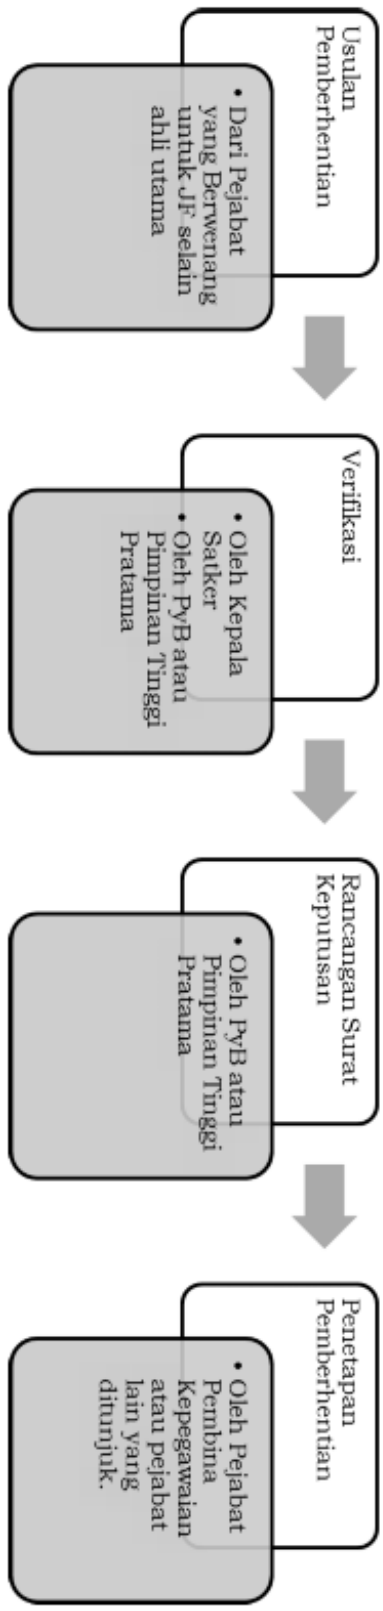 Usulan
Pemberhentian
• Dari Pejabat
yang Berwenang
untuk JF selain
ahli utama
Verifikasi
• Oleh Kepala
Satker
• Oleh PyB atau
Pimpinan Tinggi
Pratama
Rancangan Surat
Keputusan
• Oleh PyB atau
Pimpinan Tinggi
Pratama
Penetapan
Pemberhentian
• Oleh Pejabat
Pembina
Kepegawaian
atau pejabat
lain yang
ditunjuk.